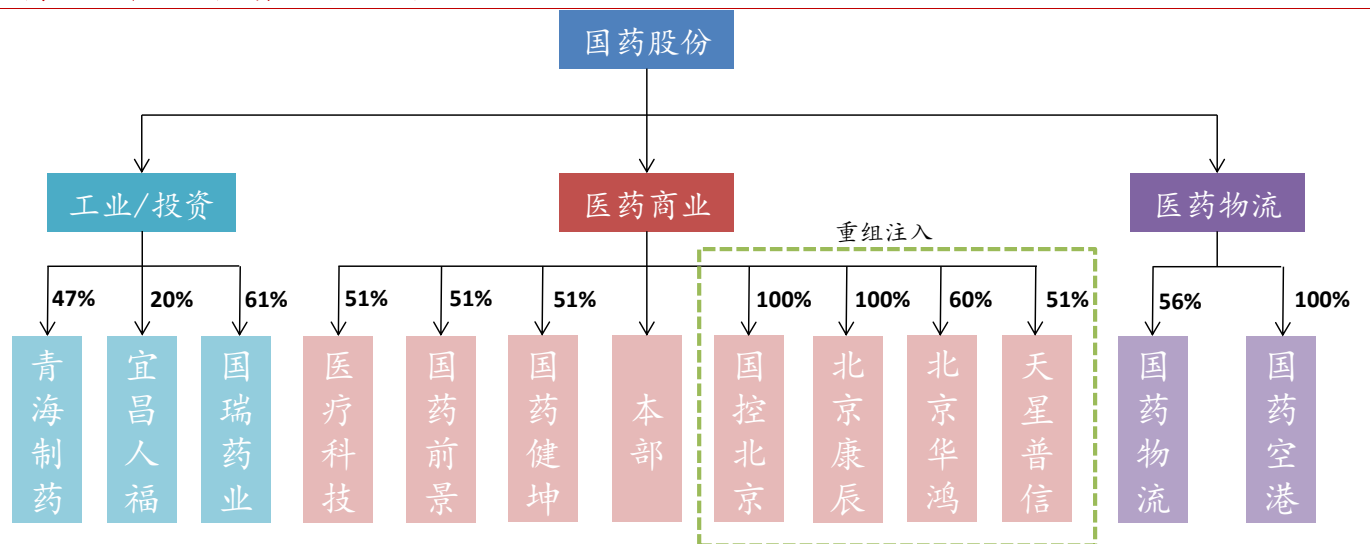 国药股份
工业/投资
医药商业
医药物流
重组注入
47%
20%
61%
51%
51%
51%
100%
100%
60%
51%
56%
100%
青海制药
宜昌人福
国瑞药业
医疗科技
国药前景
国药健坤
本部
国控北京
北京康辰
北京华鸿
天星普信
国药物流
国药空港